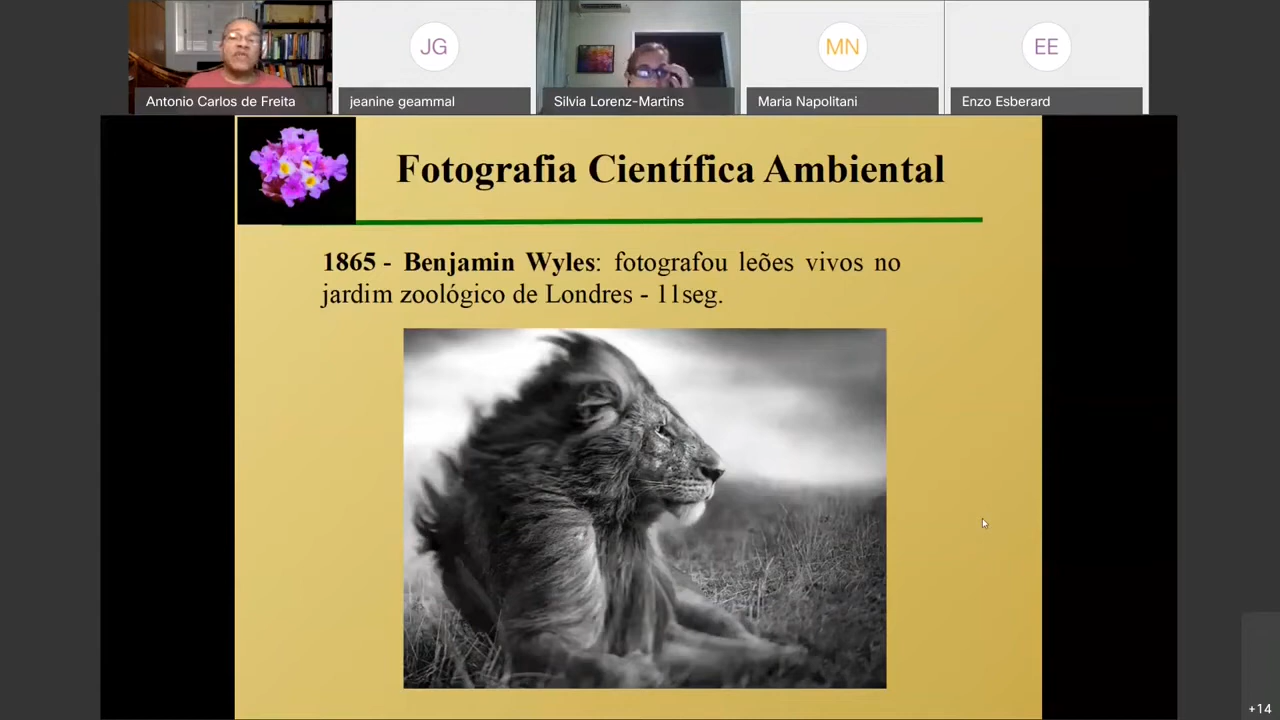 JG
MN
EE
Antonio Carlos de Freita
jeanine geammal
Silvia Lorenz-Martins
Maria Napolitani
Enzo Esberard
Fotografia Científica Ambiental
1865 - Benjamin Wyles: fotografou leões vivos no
jardim zoológico de Londres - 11seg.
+14